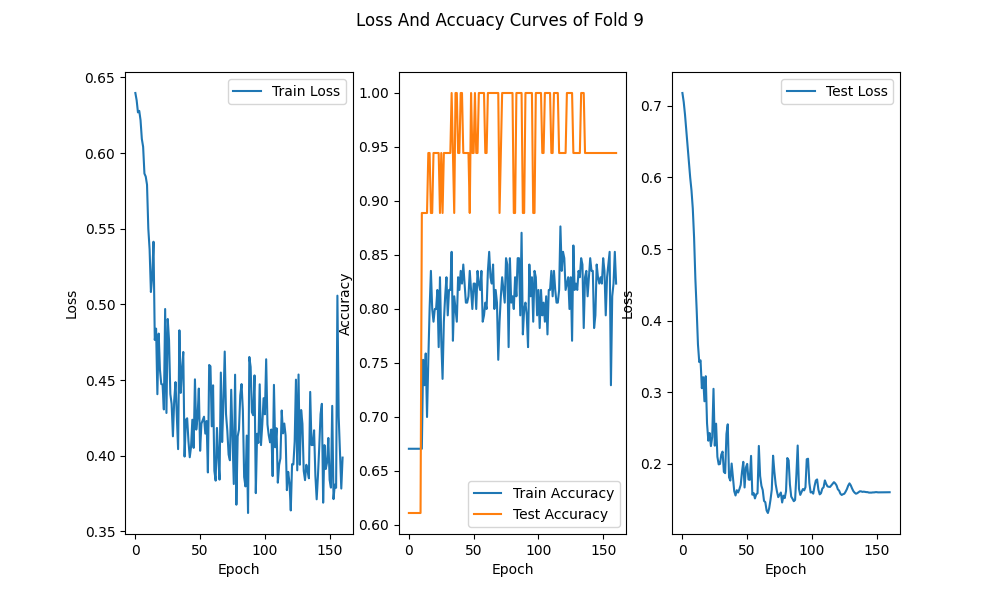 Loss And Accuacy Curves of Fold 9
Train Loss
0.65
0.60
0.55
0.50
0.45
0.40
0.35
Loss
0 50 100 150
Epoch
1.00
0.95
0.90
0.85
0.80
0.75
0.70
0.65
0.60
Accuracy
Train Accuracy
Test Accuracy
0 50 100 150
Epoch
Test Loss
0.7
0.6
0.5
0.4
0.3
0.2
Loss
0 50 100 150
Epoch